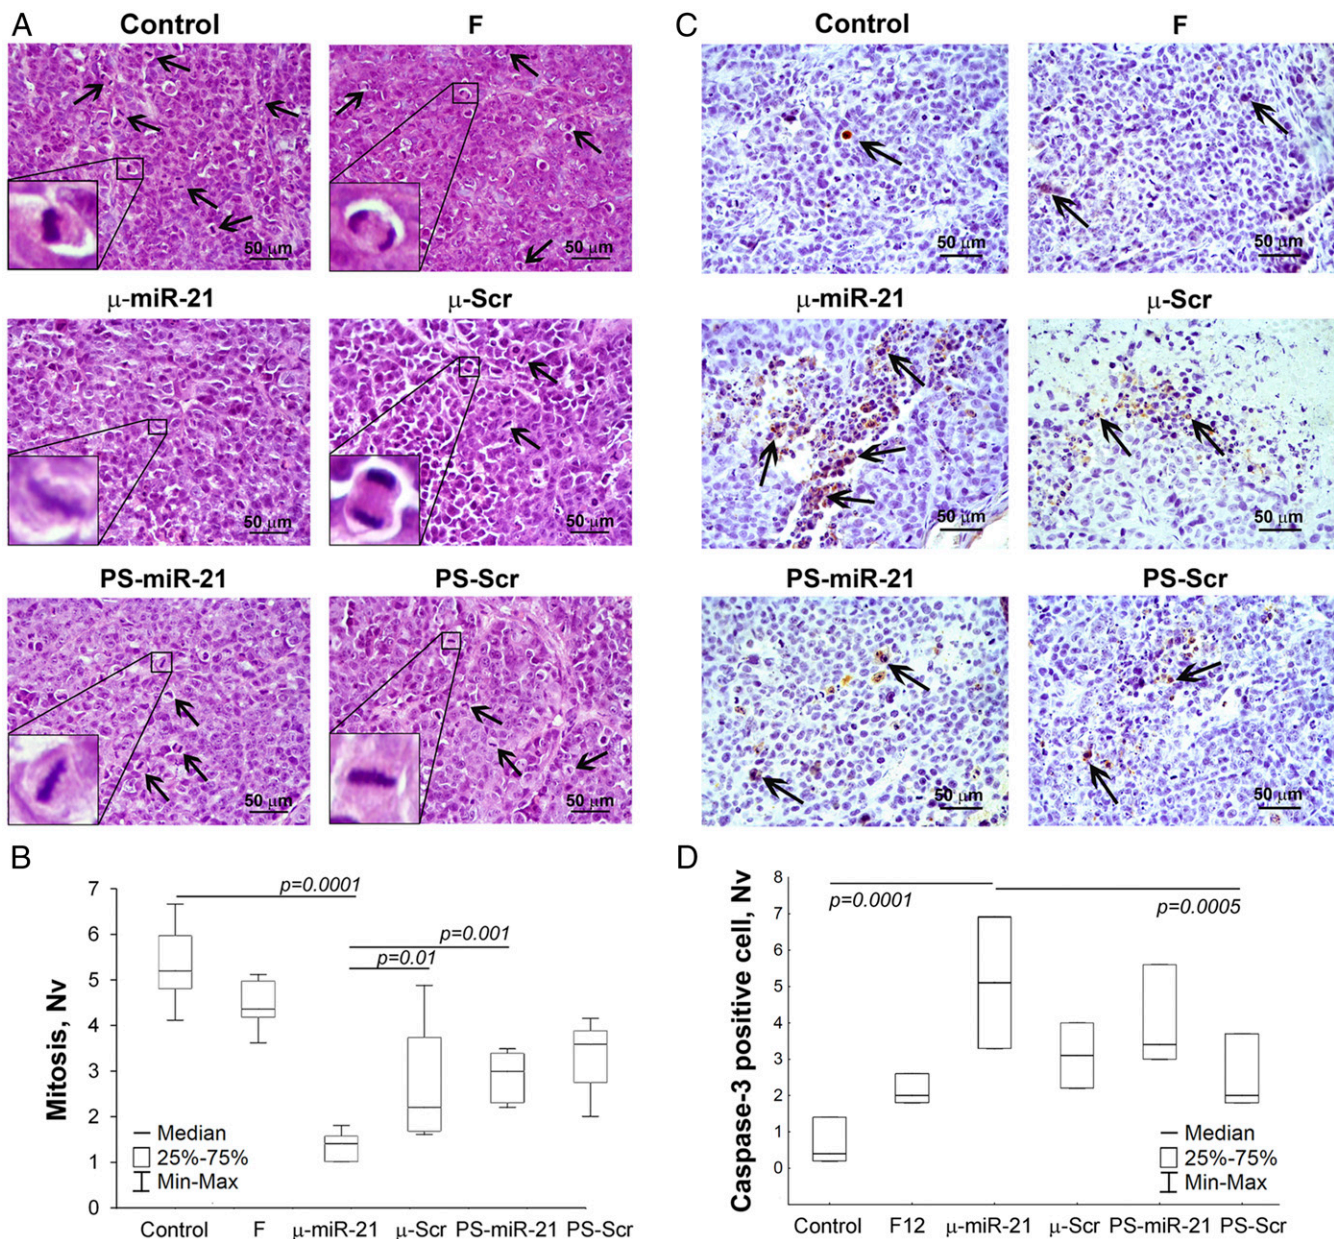 A
Control
F
50 μm
50 μm
μ-miR-21
μ-Scr
50 μm
50 μm
PS-miR-21
PS-Scr
50 μm
50 μm
C
Control
F
50 μm
50 μm
μ-miR-21
μ-Scr
50 μm
50 μm
PS-miR-21
PS-Scr
50 μm
50 μm
B
Mitosis, Nv
7
6
5
4
3
2
1
0
p=0.0001
p=0.001
p=0.01
Median
25%-75%
Min-Max
Control F μ-miR-21 μ-Scr PS-miR-21 PS-Scr
D
Caspase-3 positive cell, Nv
8
7
6
5
4
3
2
1
0
p=0.0001
p=0.0005
Median
25%-75%
Min-Max
Control F12 μ-miR-21 μ-Scr PS-miR-21 PS-Scr